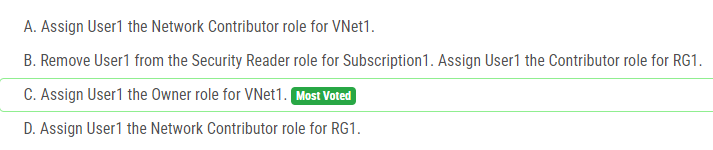 A. Assign User1 the Network Contributor role for VNet1.
B. Remove User1 from the Security Reader role for Subscription1. Assign User1 the Contributor role for RG1.
C. Assign User1 the Owner role for VNet1. Most Voted
D. Assign User1 the Network Contributor role for RG1.